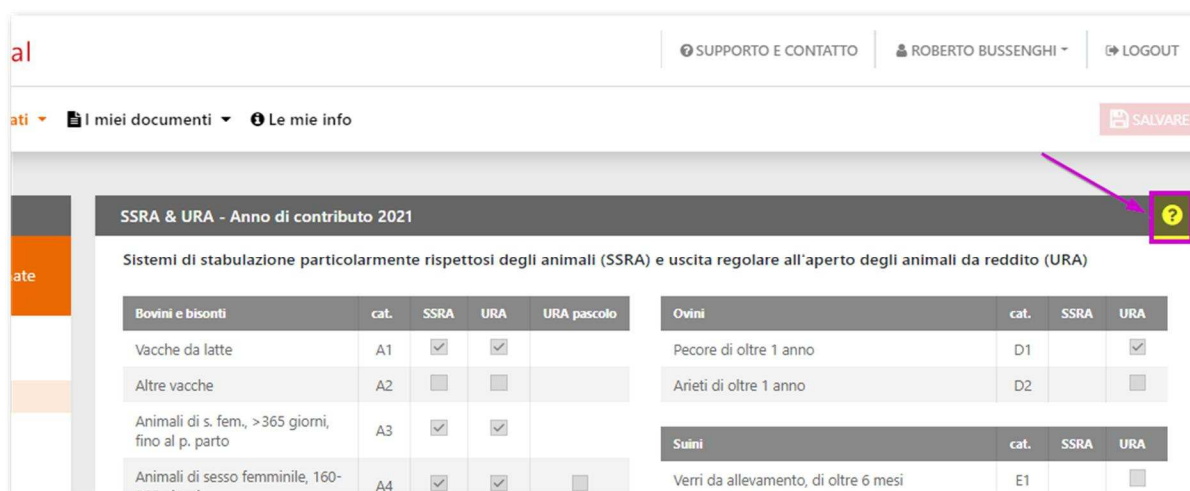 al
SUPPORTO E CONTATTO
ROBERTO BUSSENGHI
LOGOUT
ati
I miei documenti
Le mie info
SALVARE
SSRA & URA - Anno di contributo 2021
?
ate
Sistemi di stabulazione particolarmente rispettosi degli animali (SSRA) e uscita regolare all'aperto degli animali da reddito (URA)
Bovini e bisonti cat. SSRA URA URA pascolo
Vacche da latte A1
Altre vacche A2
Animali di s. fem., >365 giorni,
fino al p. parto A3
Animali di sesso femminile, 160-
A4
Ovini cat. SSRA URA
Pecore di oltre 1 anno D1
Arieti di oltre 1 anno D2
Suini cat. SSRA URA
Verri da allevamento, di oltre 6 mesi E1